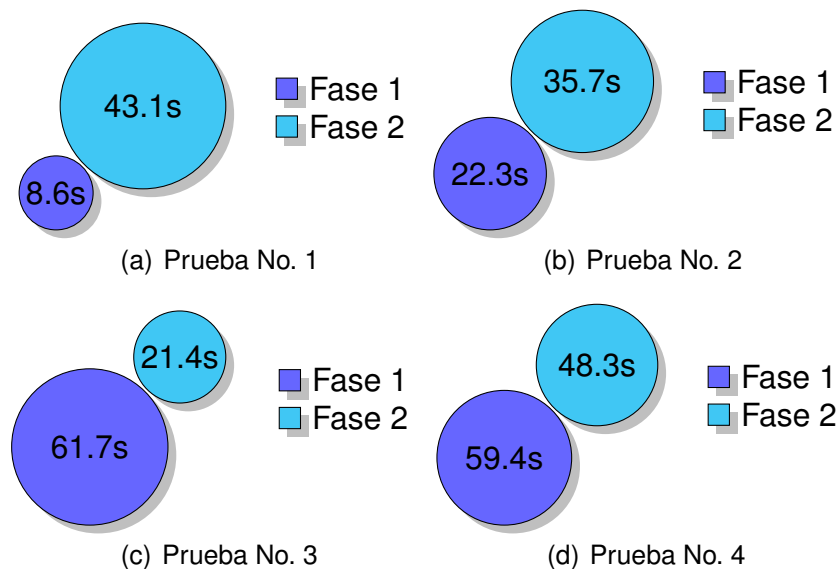 43.1s
8.6s
Fase 1
Fase 2
(a) Prueba No. 1
35.7s
22.3s
Fase 1
Fase 2
(b) Prueba No. 2
21.4s
61.7s
Fase 1
Fase 2
(c) Prueba No. 3
48.3s
59.4s
Fase 1
Fase 2
(d) Prueba No. 4